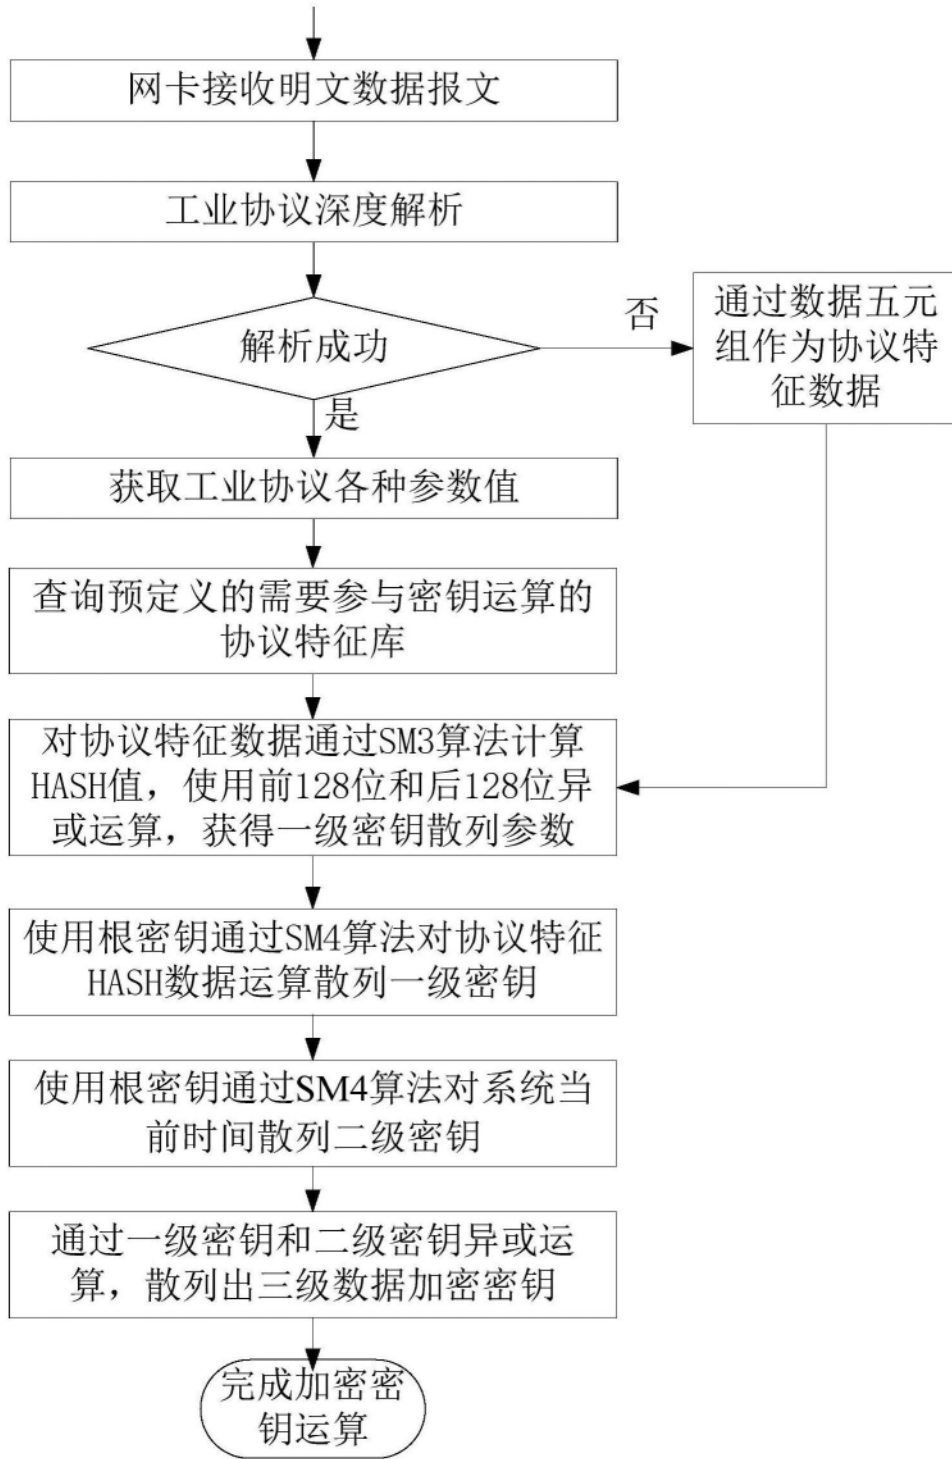 网卡接收明文数据报文
工业协议深度解析
解析成功
否
通过数据五元
组作为协议特
征数据
是
获取工业协议各种参数值
查询预定义的需要参与密钥运算的
协议特征库
对协议特征数据通过SM3算法计算
HASH值，使用前128位和后128位异
或运算，获得一级密钥散列参数
使用根密钥通过SM4算法对协议特征
HASH数据运算散列一级密钥
使用根密钥通过SM4算法对系统当
前时间散列二级密钥
通过一级密钥和二级密钥异或运
算，散列出三级数据加密密钥
完成加密密
钥运算